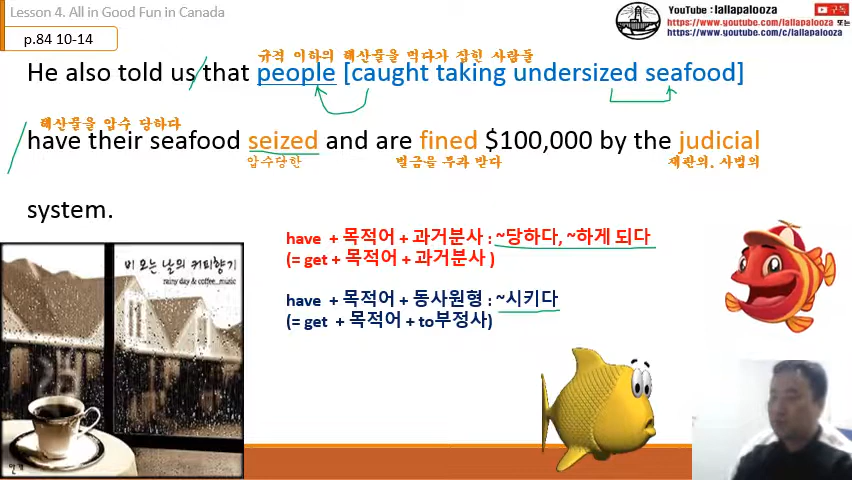 Lesson 4. All in Good Fun in Canada
YouTube : lallapalooza
구독
https://www.youtube.com/lallapalooza 또는
https://www.youtube.com/c/lallapalooza
p.84 10-14
규격 이하의 해산물을 먹다가 잡힌 사람들
He also told us that people [caught taking undersized seafood]
해산물을 압수 당하다
have their seafood seized and are fined $100,000 by the judicial
압수당한 벌금을 부과 받다 재판의. 사법의
system.
have + 목적어 + 과거분사 : ~당하다, ~하게 되다
(= get + 목적어 + 과거분사 )
have + 목적어 + 동사원형 : ~시키다
(= get + 목적어 + to부정사)
비 오는 날의 커피향기
rainy day & coffee_music